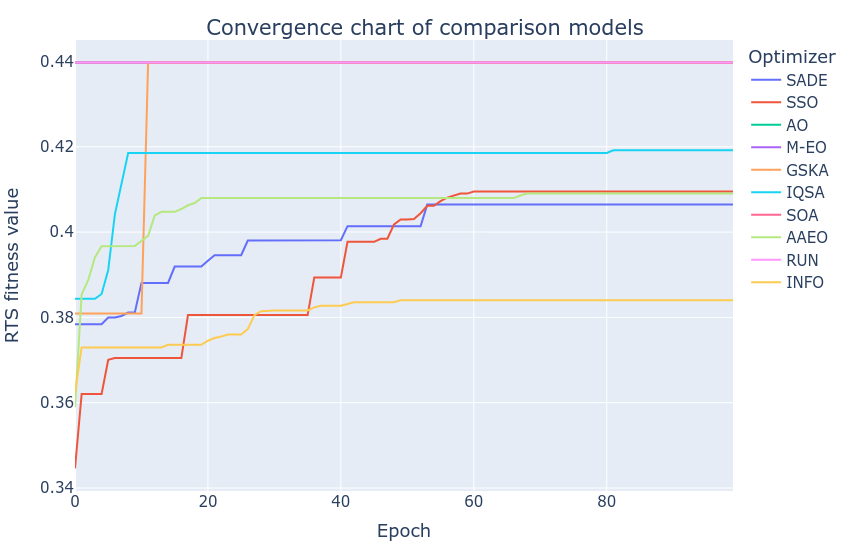 Convergence chart of comparison models
RTS fitness value
0.44
0.42
0.4
0.38
0.36
0.34
0
20
40
60
80
Epoch
Optimizer
SADE
SSO
AO
M-EO
GSKA
IQSA
SOA
AAEO
RUN
INFO